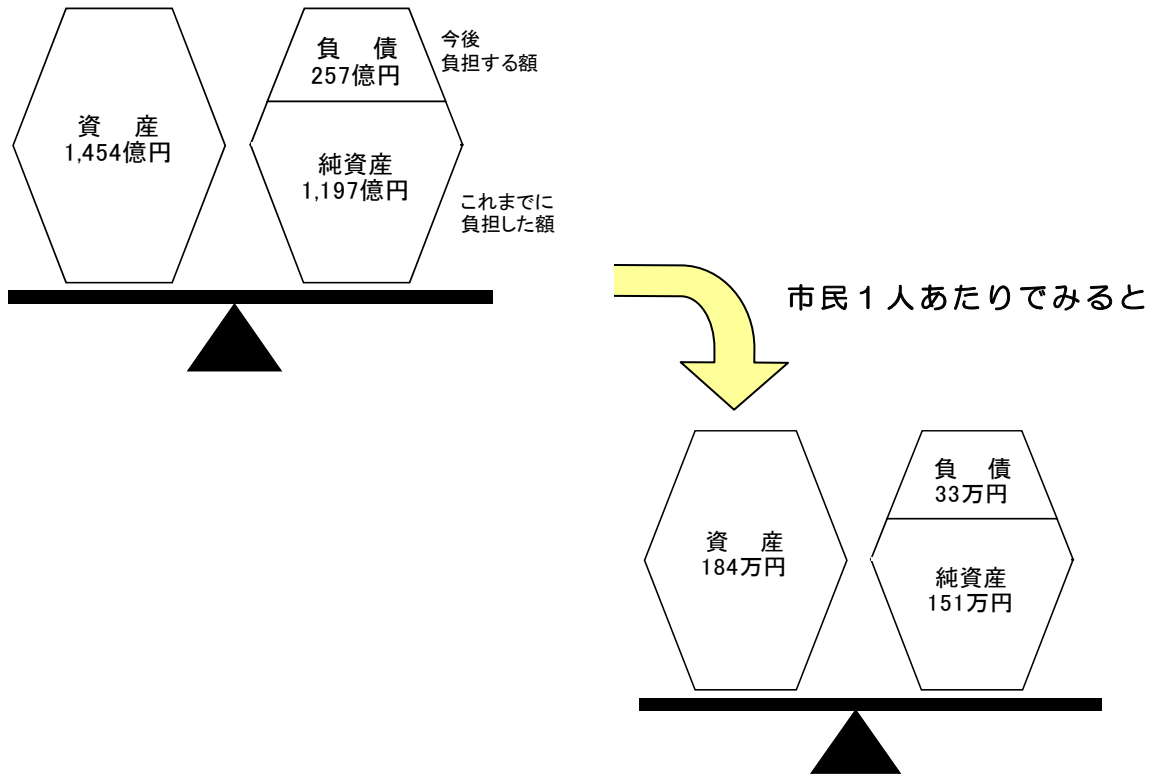 資　産
1,454億円
負　債
257億円
今後
負担する額
純資産
1,197億円
これまでに
負担した額
市民１人あたりでみると
資　産
184万円
負　債
33万円
純資産
151万円